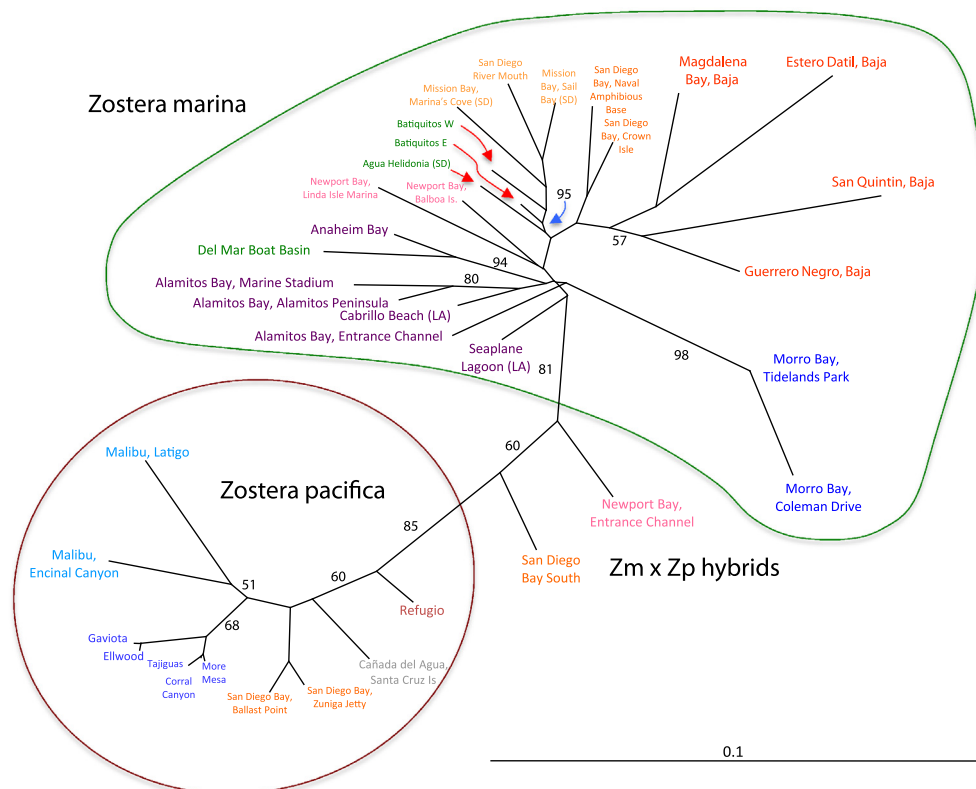 Zostera marina
San Diego
River Mouth
Mission
Bay, Sail
Bay (SD)
San Diego
Bay, Naval
Amphibious
Base
San Diego
Bay, Crown
Isle
Magdalena
Bay, Baja
Estero Datil, Baja
Mission Bay,
Marina's Cove (SD)
Batiquitos W
Batiquitos E
Agua Helidonia (SD)
Newport Bay,
Linda Isle Marina
Newport Bay,
Balboa Is.
95
San Quintin, Baja
57
Anaheim Bay
Del Mar Boat Basin
94
Guerrero Negro, Baja
Alamitos Bay, Marine Stadium
80
Alamitos Bay, Alamitos Peninsula
Cabrillo Beach (LA)
Alamitos Bay, Entrance Channel
Seaplane
Lagoon (LA)
81
98
Morro Bay,
Tidelands Park
Malibu, Latigo
60
Zostera pacifica
Morro Bay,
Coleman Drive
Newport Bay,
Entrance Channel
85
Malibu,
Encinal Canyon
San Diego
Bay South
Zm x Zp hybrids
51
60
Refugio
68
Gaviota
Ellwood
Tajiguas
More
Mesa
Corral
Canyon
Cañada del Agua,
Santa Cruz Is
San Diego Bay,
Ballast Point
San Diego Bay,
Zuniga Jetty
0.1